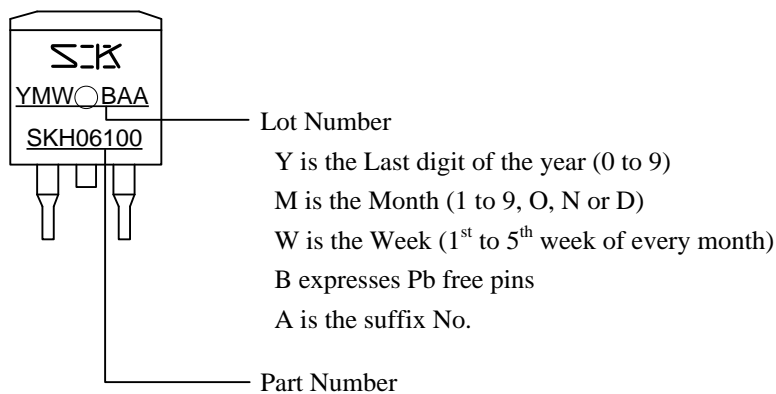 SK
YMW○BAA
SKH06100
Lot Number
Y is the Last digit of the year (0 to 9)
M is the Month (1 to 9, O, N or D)
W is the Week (1st to 5th week of every month)
B expresses Pb free pins
A is the suffix No.
Part Number